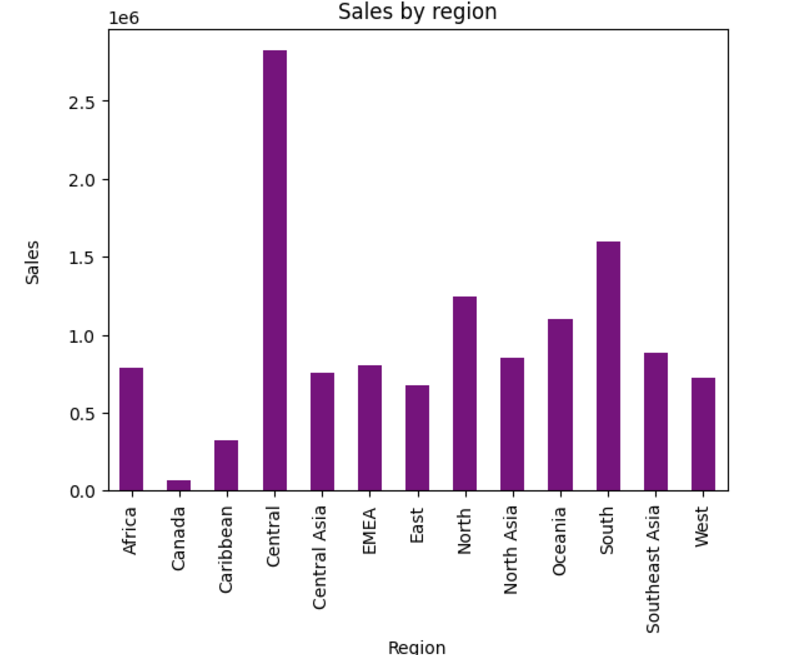 Sales by region
1e6
2.5
2.0
1.5
1.0
0.5
0.0
Sales
Africa
Canada
Caribbean
Central
Central Asia
EMEA
East
North
North Asia
Oceania
South
Southeast Asia
West
Region